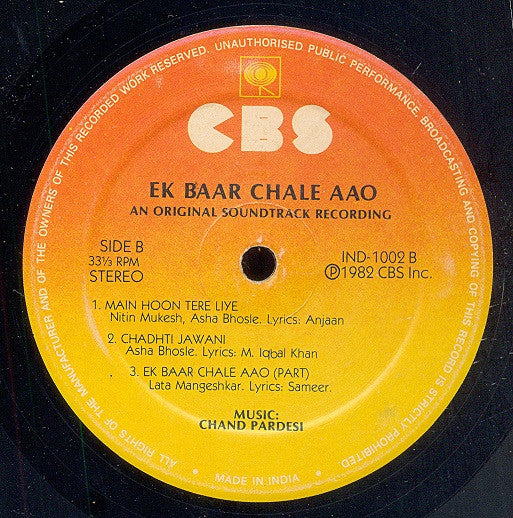 ALL RIGHTS OF THE MANUFACTURER AND OF THE OWNERS OF THIS RECORDED WORK RESERVED. UNAUTHORISED PUBLIC PERFORMANCE, BROADCASTING AND COPYING OF THIS RECORD IS STRICTLY PROHIBITED
CBS
EK BAAR CHALE AAO
AN ORIGINAL SOUNDTRACK RECORDING
SIDE B
33⅓ RPM
STEREO
IND-1002 B
Ⓟ1982 CBS Inc.
1. MAIN HOON TERE LIYE
Nitin Mukesh, Asha Bhosle. Lyrics: Anjaan
2. CHADHTI JAWANI
Asha Bhosle. Lyrics: M. Iqbal Khan
3. EK BAAR CHALE AAO (PART)
Lata Mangeshkar. Lyrics: Sameer.
MUSIC:
CHAND PARDESI
• MADE IN INDIA •